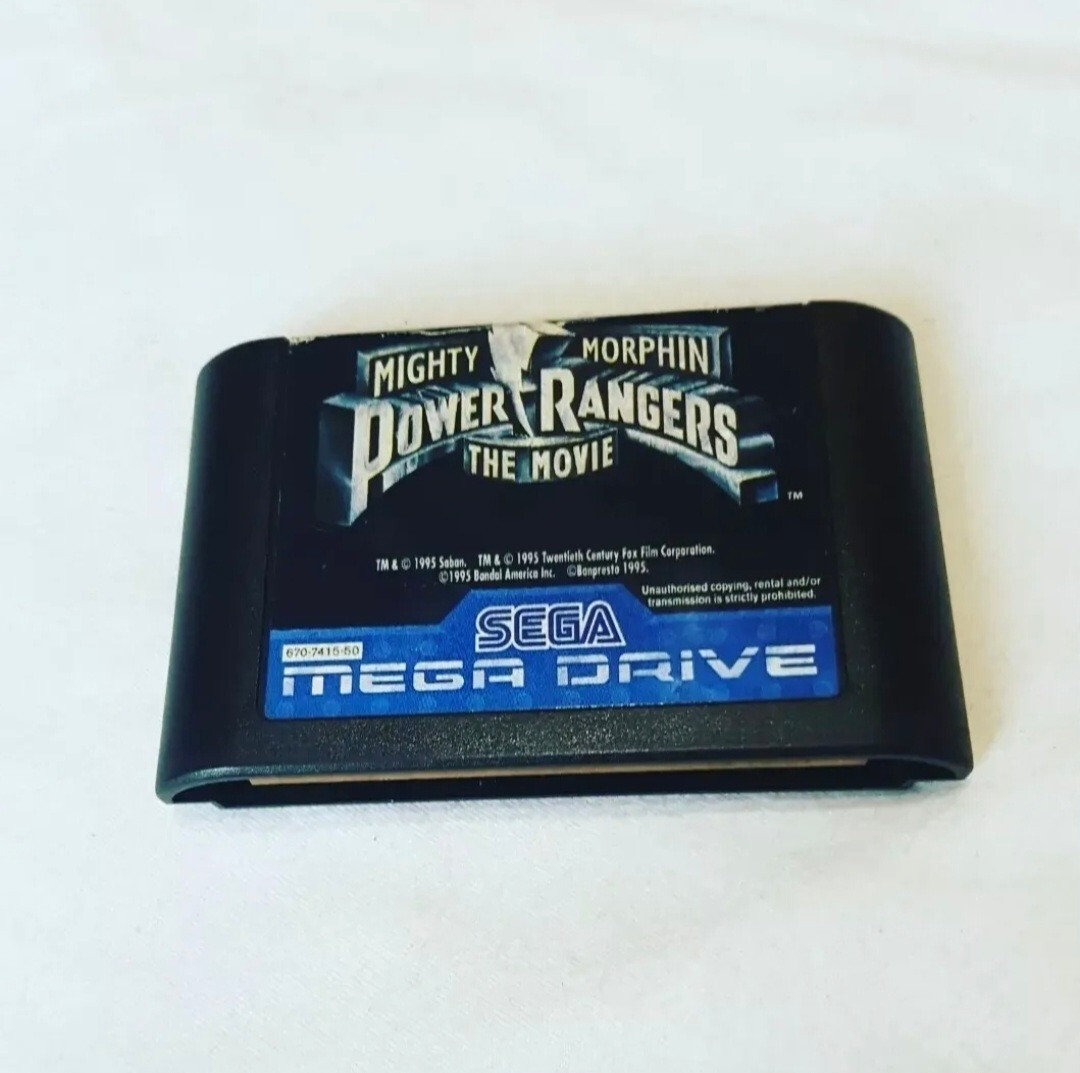 MIGHTY MORPHIN
POWER RANGERS
THE MOVIE
TM
TM & © 1995 Saban. TM & © 1995 Twentieth Century Fox Film Corporation.
©1995 Bandai America Inc. ©Banpresto 1995.
Unauthorised copying, rental and/or
transmission is strictly prohibited.
SEGA
670-7415-50
MEGA DRIVE